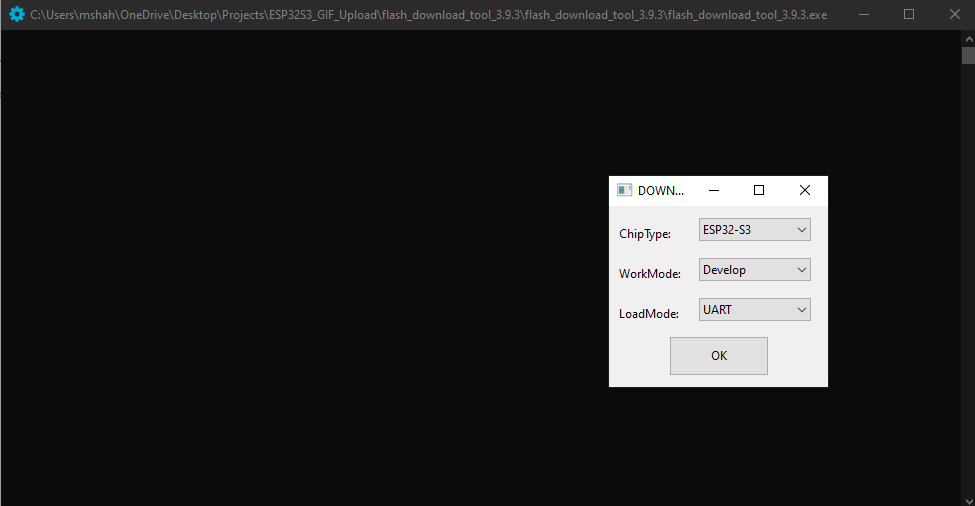 C:\Users\mshah\OneDrive\Desktop\Projects\ESP32S3_GIF_Upload\flash_download_tool_3.9.3\flash_download_tool_3.9.3\flash_download_tool_3.9.3.exe
DOWN...
ChipType: ESP32-S3
WorkMode: Develop
LoadMode: UART
OK